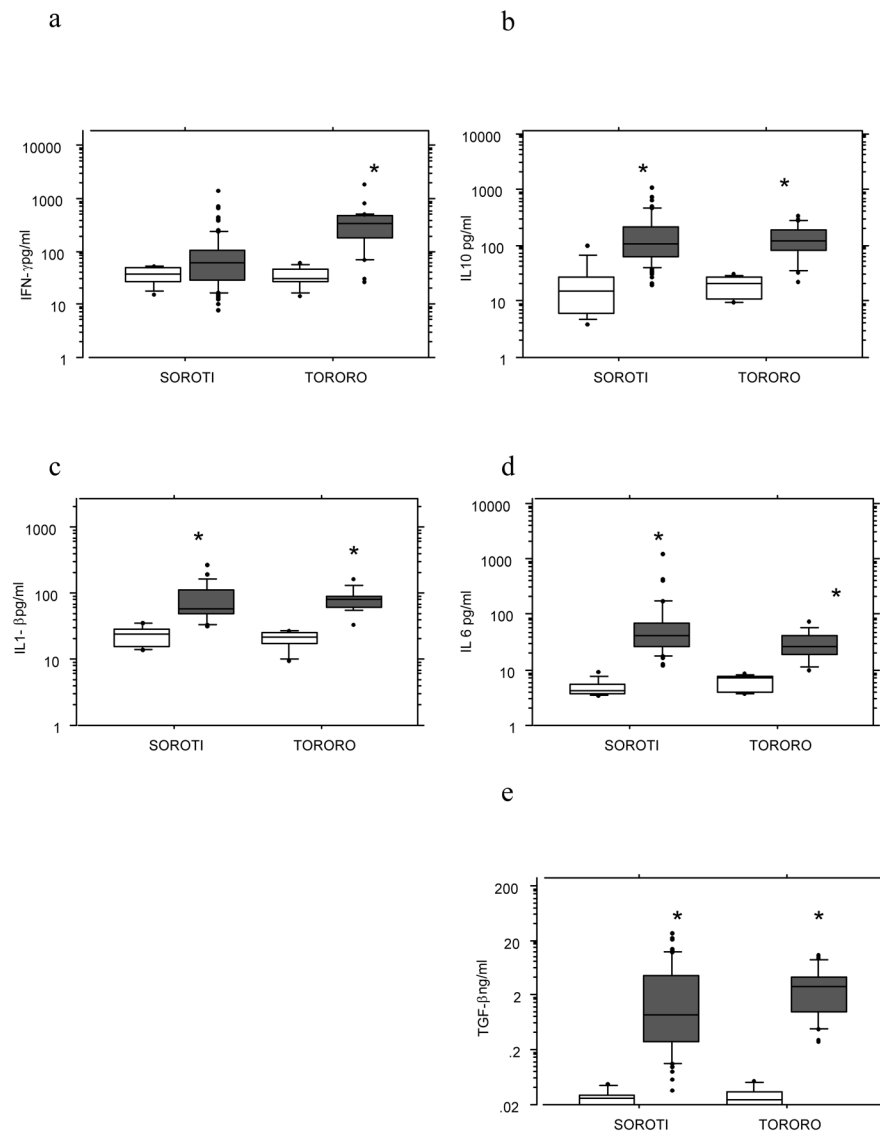 a
b
10000
1000
100
10
1
IFN-γpg/ml
*
SOROTI
TORORO
10000
1000
100
10
1
IL10 pg/ml
*
*
SOROTI
TORORO
c
d
1000
100
10
1
IL1- βpg/ml
*
*
SOROTI
TORORO
10000
1000
100
10
1
IL 6 pg/ml
*
*
SOROTI
TORORO
e
200
20
2
.2
.02
TGF-βng/ml
*
*
SOROTI
TORORO